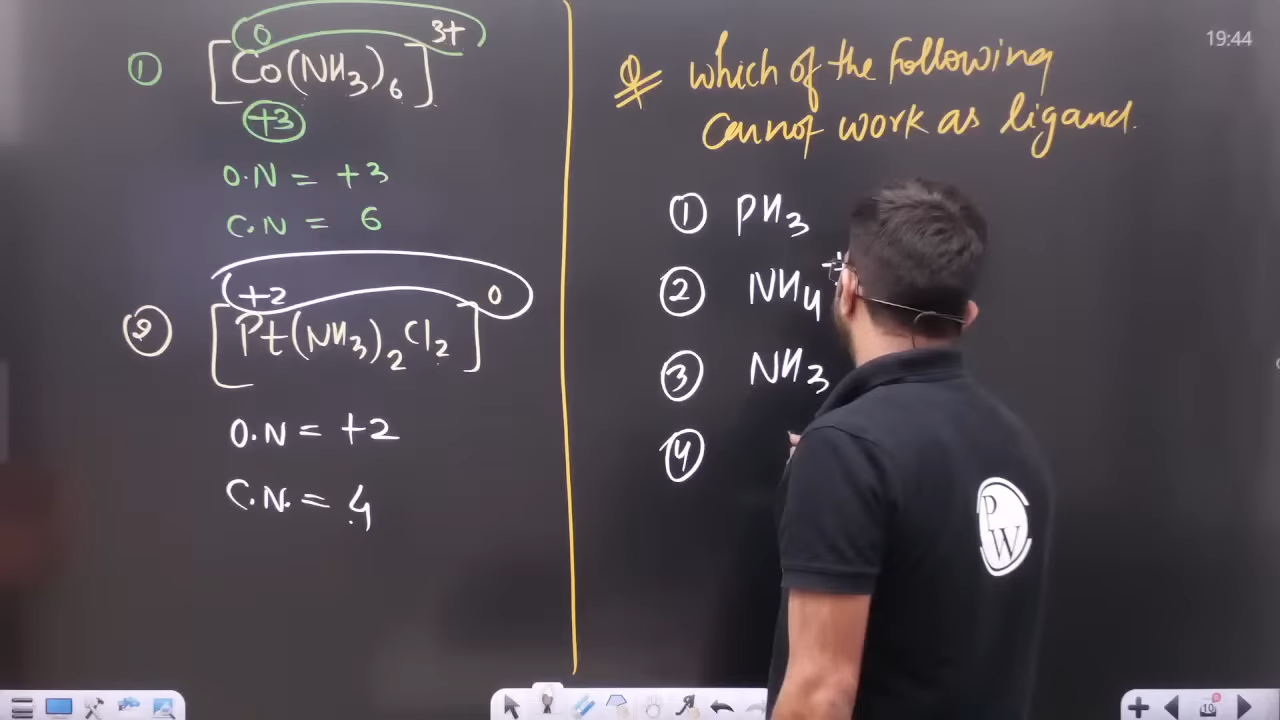 19:44
① [Co(NH3)6]3+
0
+3
O.N = +3
C.N = 6
② [Pt(NH3)2Cl2]
+2 0
O.N = +2
C.N. = 4
Q which of the following
cannot work as ligand.
① PH3
② NH4+
③ NH3
④
PW
10